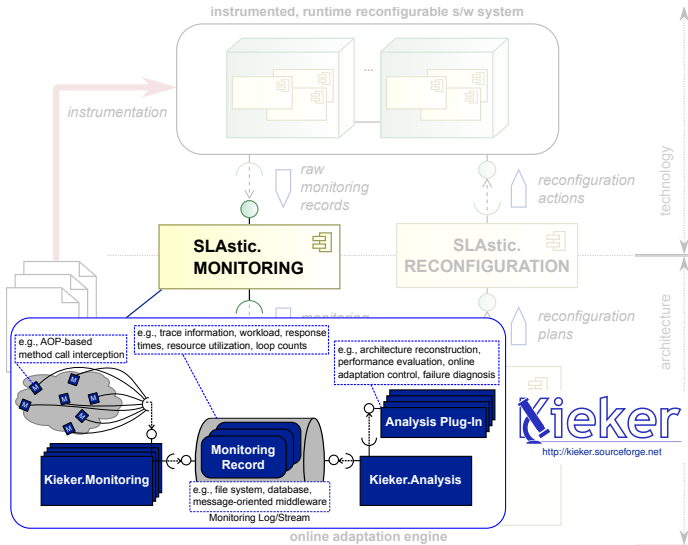 instrumented, runtime reconfigurable s/w system
...
instrumentation
raw
monitoring
records
reconfiguration
actions
technology
SLAstic.
MONITORING
SLAstic.
RECONFIGURATION
monitoring
reconfiguration
plans
architecture
e.g., AOP-based
method call interception
e.g., trace information, workload, response
times, resource utilization, loop counts
e.g., architecture reconstruction,
performance evaluation, online
adaptation control, failure diagnosis
M
M
M
M
M
M
Analysis Plug-In
Kieker
http://kieker.sourceforge.net
Kieker.Monitoring
Monitoring
Record
Kieker.Analysis
e.g., file system, database,
message-oriented middleware
Monitoring Log/Stream
online adaptation engine